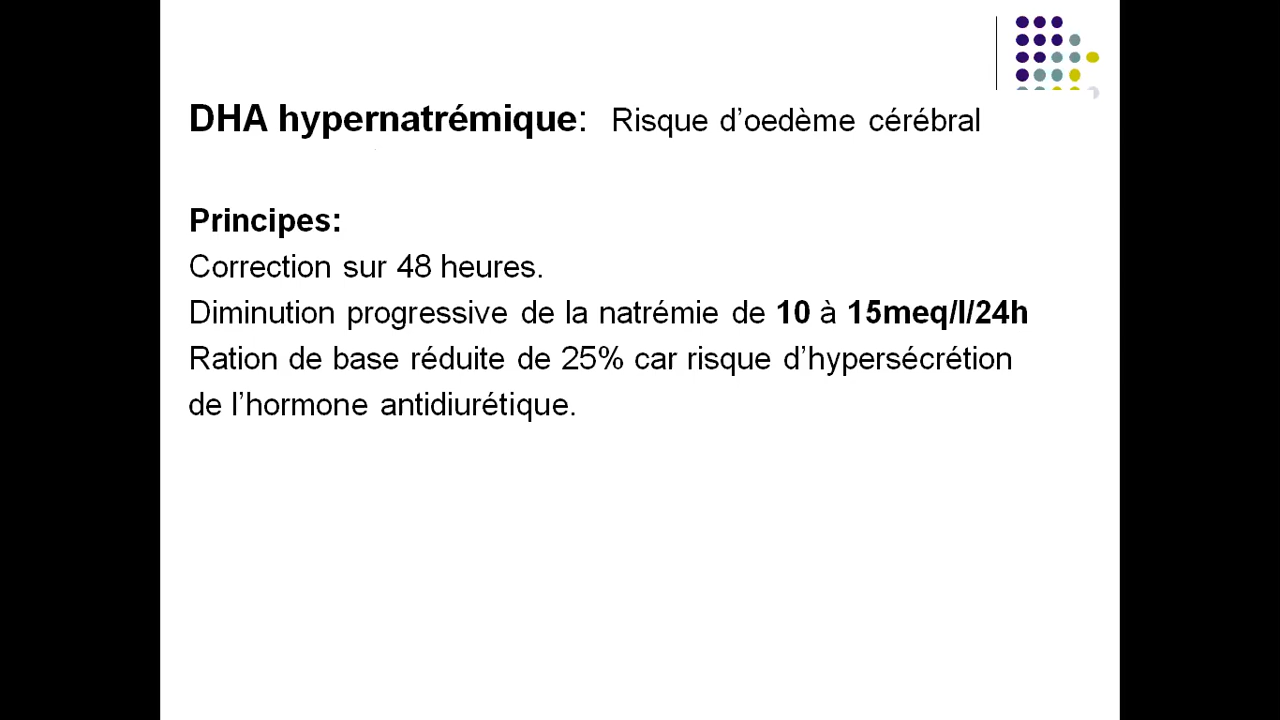 DHA hypernatrémique: Risque d’oedème cérébral
Principes:
Correction sur 48 heures.
Diminution progressive de la natrémie de 10 à 15meq/l/24h
Ration de base réduite de 25% car risque d’hypersécrétion
de l’hormone antidiurétique.